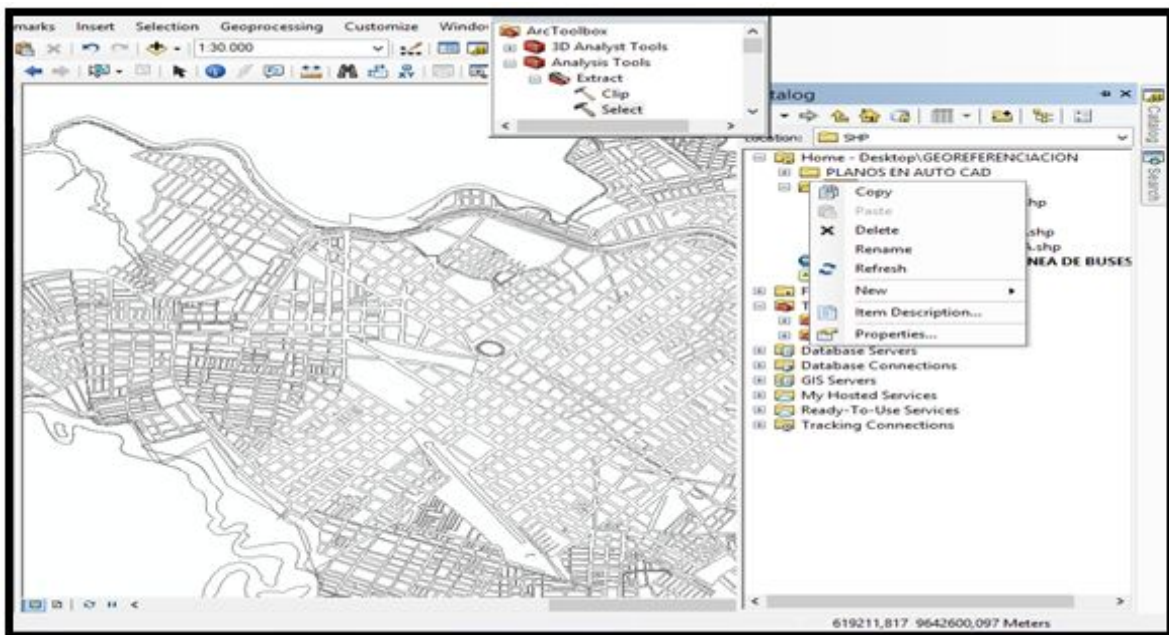 marks Insert Selection Geoprocessing Customize Windo
1:30.000
ArcToolbox
3D Analyst Tools
Analysis Tools
Extract
Clip
Select
talog
SHP
Home - Desktop\GEOREFERENCIACION
PLANOS EN AUTO CAD
Copy
Paste
Delete
Rename
Refresh
New
Item Description...
Properties...
.shp
.shp
NEA DE BUSES
F
T
Database Servers
Database Connections
GIS Servers
My Hosted Services
Ready-To-Use Services
Tracking Connections
Catalog
Search
619211,817 9642600,097 Meters